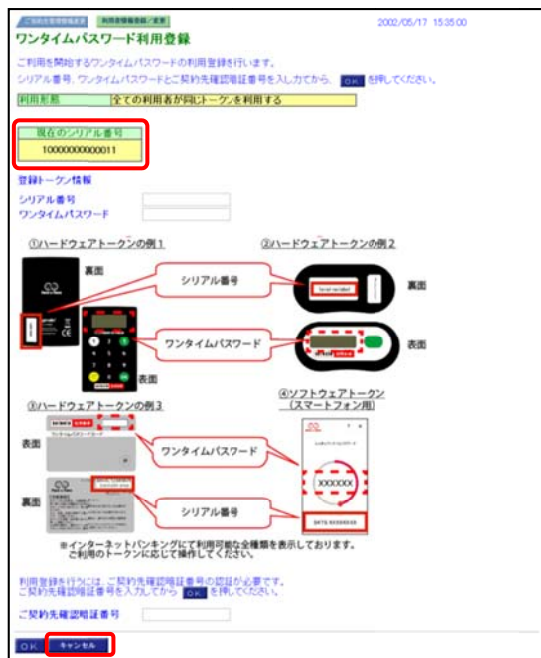 ご契約先管理情報変更 利用者情報登録／変更 2002/05/17 15:35:00
ワンタイムパスワード利用登録
ご利用を開始するワンタイムパスワードの利用登録を行います。
シリアル番号、ワンタイムパスワードとご契約先確認暗証番号を入力してから、 OK を押してください。
利用形態 全ての利用者が同じトークンを利用する
現在のシリアル番号
10000000000011
登録トークン情報
シリアル番号
ワンタイムパスワード
①ハードウェアトークンの例1 ②ハードウェアトークンの例2
裏面 シリアル番号 裏面
ワンタイムパスワード
表面 表面
③ハードウェアトークンの例3 ④ソフトウェアトークン
（スマートフォン用）
表面 ワンタイムパスワード
XXXXXX
裏面 シリアル番号
※インターネットバンキングにて利用可能な全種類を表示しております。
ご利用のトークンに応じて操作してください。
利用登録を行うには、ご契約先確認暗証番号の認証が必要です。
ご契約先確認暗証番号を入力してから OK を押してください。
ご契約先確認暗証番号
OK キャンセル